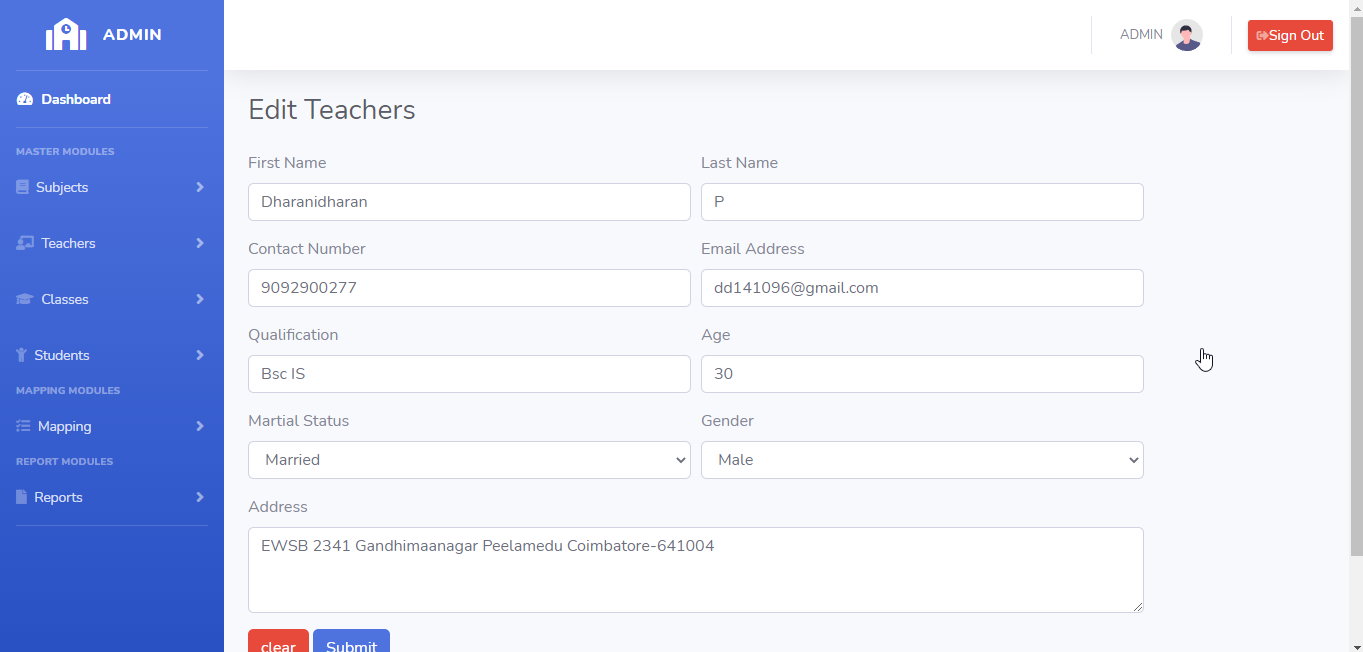 ADMIN
ADMIN
Sign Out
Dashboard
MASTER MODULES
Subjects
Teachers
Classes
Students
MAPPING MODULES
Mapping
REPORT MODULES
Reports
Edit Teachers
First Name Last Name
Dharanidharan P
Contact Number Email Address
9092900277 dd141096@gmail.com
Qualification Age
Bsc IS 30
Martial Status Gender
Married Male
Address
EWSB 2341 Gandhimaanagar Peelamedu Coimbatore-641004
clear Submit